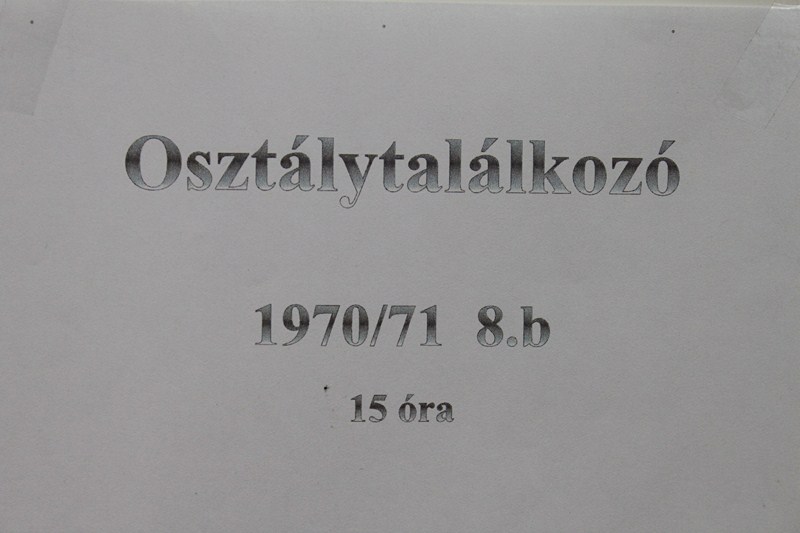 Osztálytalálkozó
1970/71 8.b
15 óra